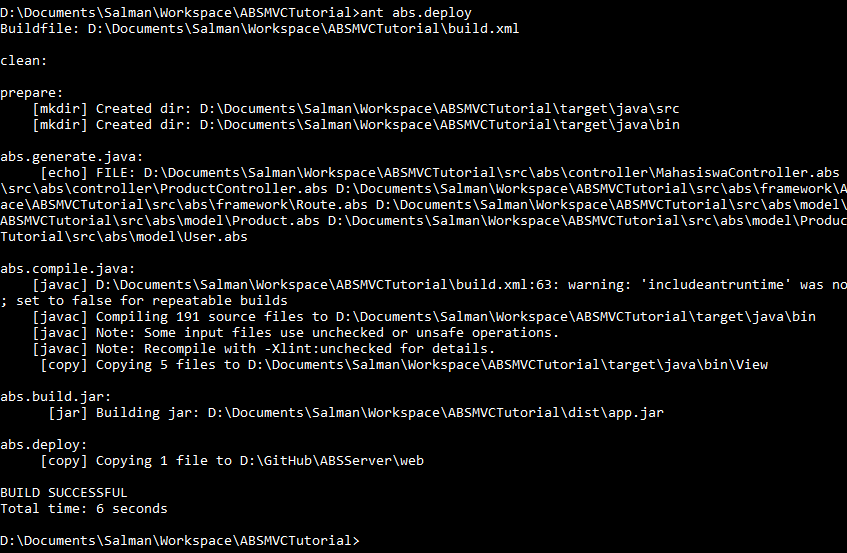 D:\Documents\Salman\Workspace\ABSMVCTutorial>ant abs.deploy
Buildfile: D:\Documents\Salman\Workspace\ABSMVCTutorial\build.xml
clean:
prepare:
[mkdir] Created dir: D:\Documents\Salman\Workspace\ABSMVCTutorial\target\java\src
[mkdir] Created dir: D:\Documents\Salman\Workspace\ABSMVCTutorial\target\java\bin
abs.generate.java:
[echo] FILE: D:\Documents\Salman\Workspace\ABSMVCTutorial\src\abs\controller\MahasiswaController.abs
\src\abs\controller\ProductController.abs D:\Documents\Salman\Workspace\ABSMVCTutorial\src\abs\framework\A
ace\ABSMVCTutorial\src\abs\framework\Route.abs D:\Documents\Salman\Workspace\ABSMVCTutorial\src\abs\model\
ABSMVCTutorial\src\abs\model\Product.abs D:\Documents\Salman\Workspace\ABSMVCTutorial\src\abs\model\Produc
Tutorial\src\abs\model\User.abs
abs.compile.java:
[javac] D:\Documents\Salman\Workspace\ABSMVCTutorial\build.xml:63: warning: 'includeantruntime' was no
; set to false for repeatable builds
[javac] Compiling 191 source files to D:\Documents\Salman\Workspace\ABSMVCTutorial\target\java\bin
[javac] Note: Some input files use unchecked or unsafe operations.
[javac] Note: Recompile with -Xlint:unchecked for details.
[copy] Copying 5 files to D:\Documents\Salman\Workspace\ABSMVCTutorial\target\java\bin\View
abs.build.jar:
[jar] Building jar: D:\Documents\Salman\Workspace\ABSMVCTutorial\dist\app.jar
abs.deploy:
[copy] Copying 1 file to D:\GitHub\ABSServer\web
BUILD SUCCESSFUL
Total time: 6 seconds
D:\Documents\Salman\Workspace\ABSMVCTutorial>